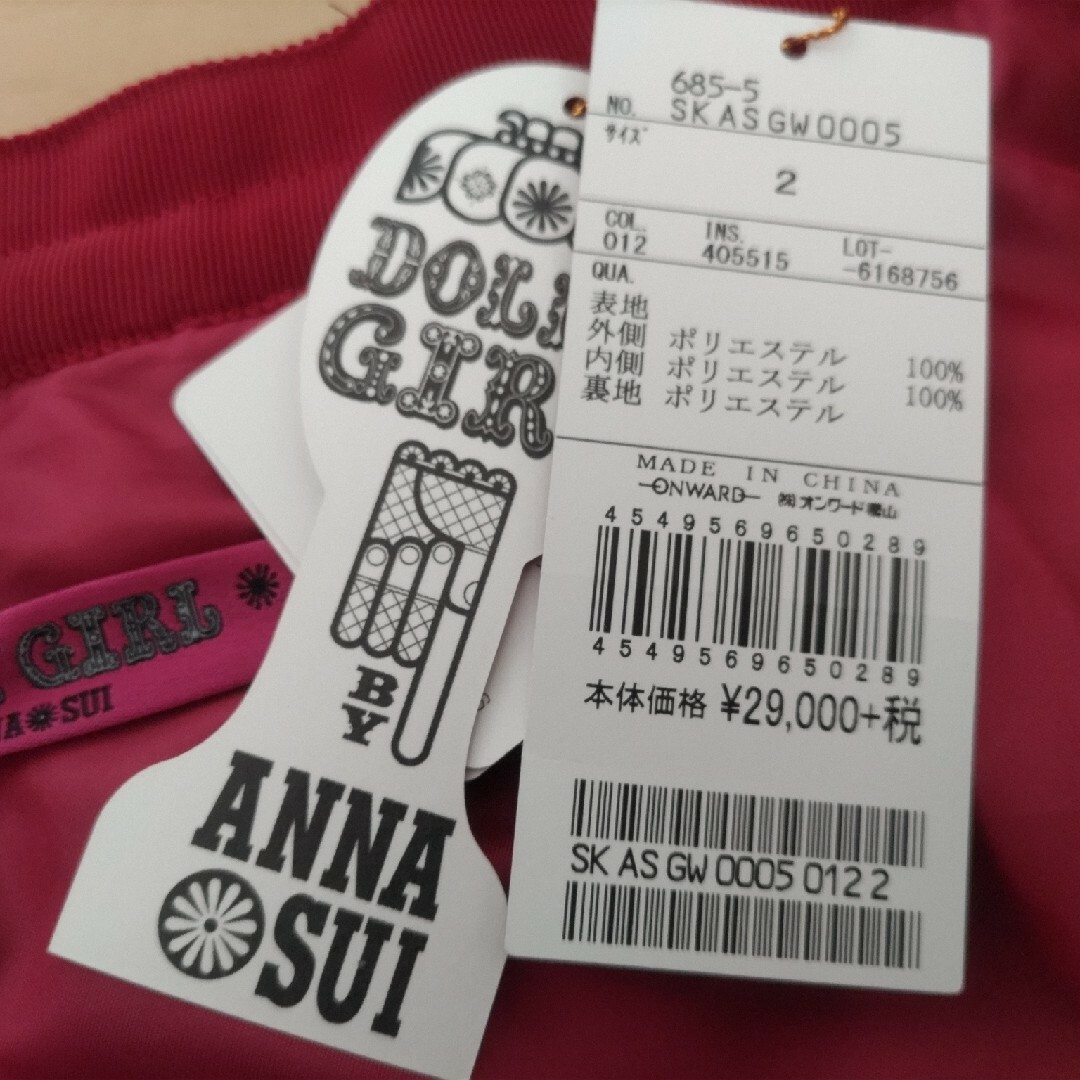 DOLL
GIRL
BY
ANNA
SUI
GIRL
SUI
685-5
NO. SKASGW0005
サイズ
2
COL. INS. LOT-
012 405515 -6168756
QUA.
表地
外側 ポリエステル 100%
内側 ポリエステル 100%
裏地 ポリエステル
MADE IN CHINA
ONWARD ㈱オンワード樫山
4549569650289
4549569650289
本体価格 ¥29,000+税
SK AS GW 0005 012 2